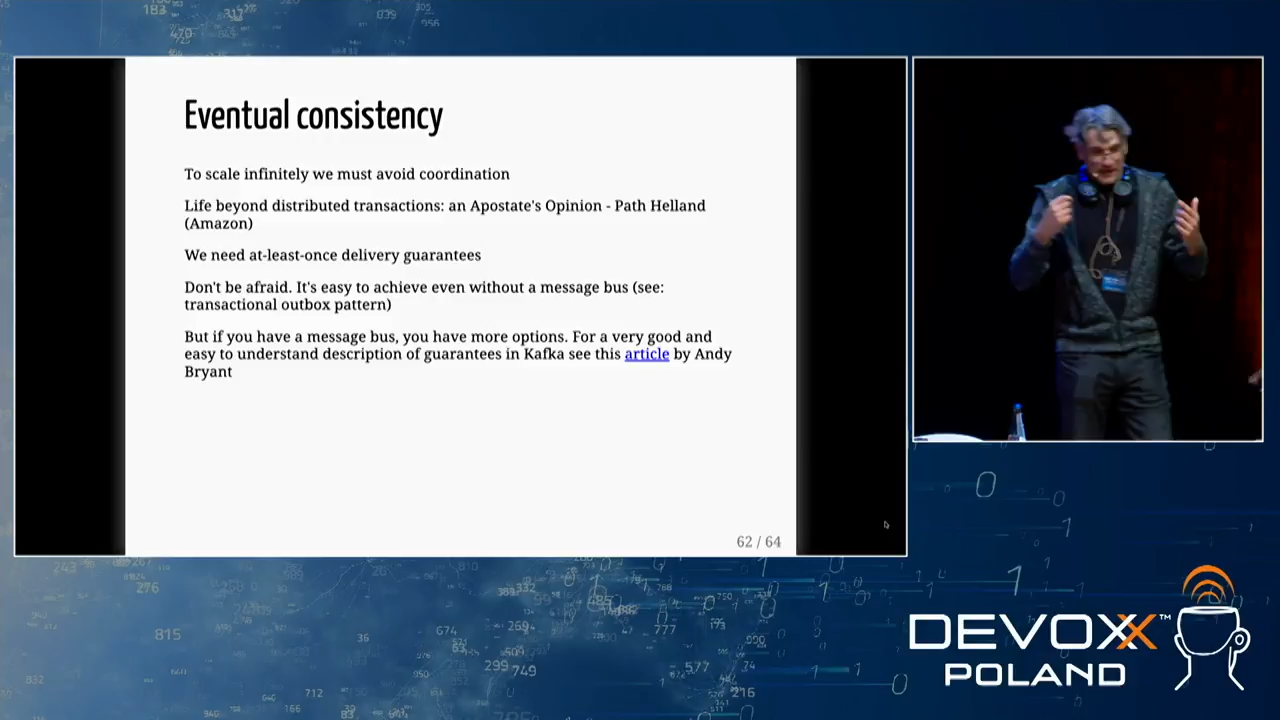 Eventual consistency
To scale infinitely we must avoid coordination
Life beyond distributed transactions: an Apostate's Opinion - Path Helland
(Amazon)
We need at-least-once delivery guarantees
Don't be afraid. It's easy to achieve even without a message bus (see:
transactional outbox pattern)
But if you have a message bus, you have more options. For a very good and
easy to understand description of guarantees in Kafka see this article by Andy
Bryant
62 / 64
DEVOXX™
POLAND